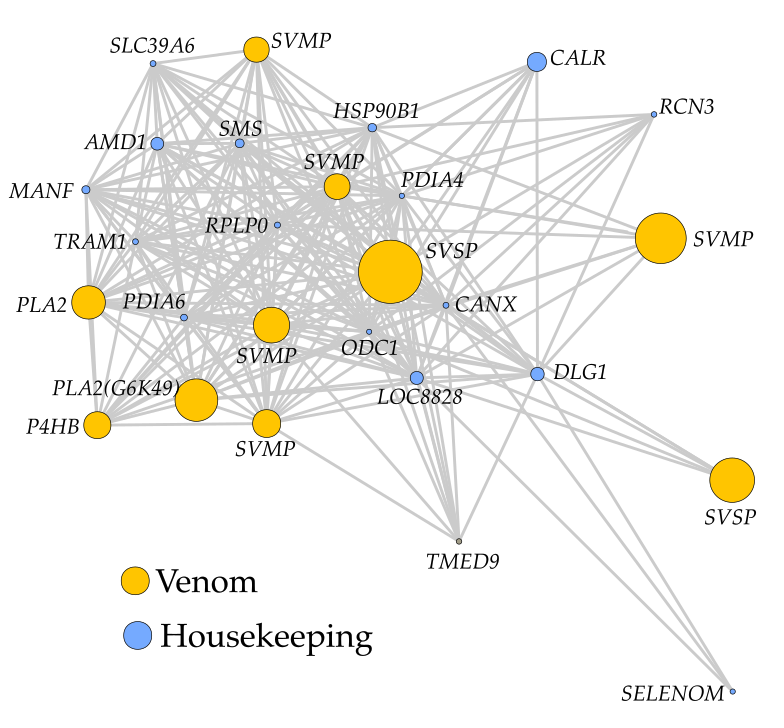 SLC39A6
SVMP
CALR
RCN3
HSP90B1
SMS
AMD1
SVMP
PDIA4
MANF
RPLP0
TRAM1
SVSP
SVMP
PLA2
PDIA6
CANX
ODC1
SVMP
DLG1
PLA2(G6K49)
LOC8828
P4HB
SVMP
SVSP
TMED9
Venom
Housekeeping
SELENOM